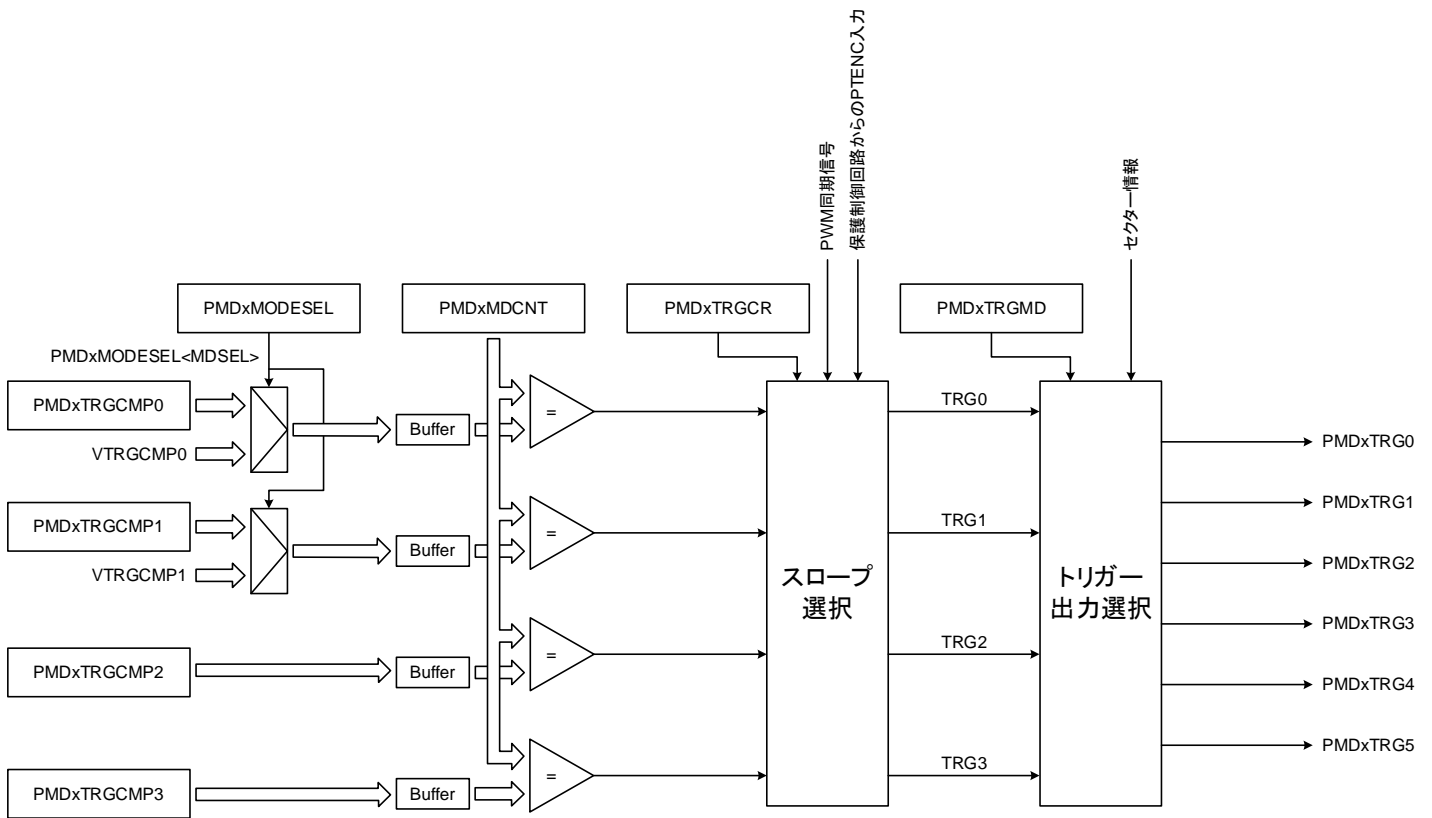 PWM同期信号
保護制御回路からのPTENC入力
セクター情報
PMDxMODESEL
PMDxMDCNT
PMDxTRGCR
PMDxTRGMD
PMDxMODESEL<MDSEL>
PMDxTRGCMP0
VTRGCMP0
Buffer
=
TRG0
PMDxTRG0
PMDxTRGCMP1
VTRGCMP1
Buffer
=
TRG1
PMDxTRG1
PMDxTRG2
スロープ
選択
トリガー
出力選択
PMDxTRG3
PMDxTRGCMP2
Buffer
=
TRG2
PMDxTRG4
PMDxTRG5
PMDxTRGCMP3
Buffer
=
TRG3